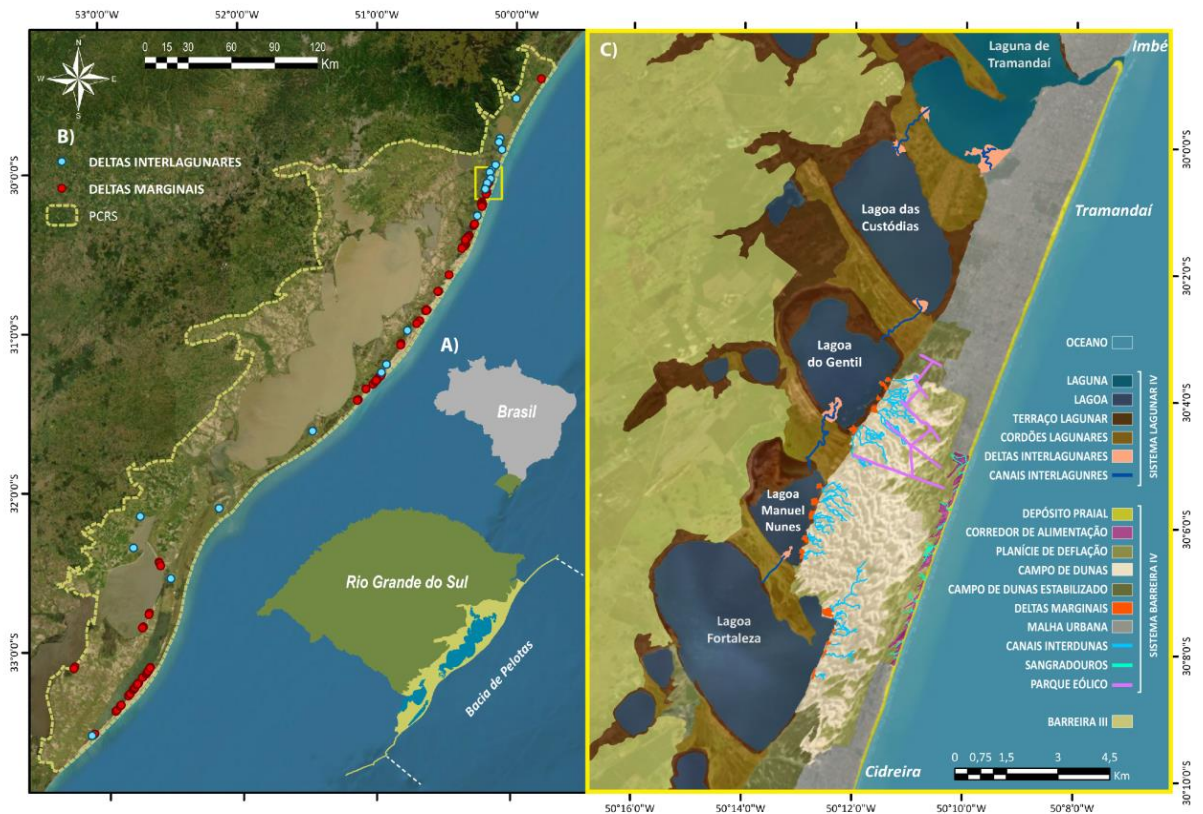 53°0'0"W
52°0'0"W
51°0'0"W
50°0'0"W
N
W
E
S
0 15 30 60 90 120
Km
B)
DELTAS INTERLAGUNARES
DELTAS MARGINAIS
PCRS
30°0'0"S
31°0'0"S
32°0'0"S
33°0'0"S
A)
Brasil
Rio Grande do Sul
Bacia de Pelotas
C)
Laguna de
Tramandaí
Imbé
Lagoa das
Custódias
Tramandaí
Lagoa
do Gentil
Lagoa
Manuel
Nunes
Lagoa
Fortaleza
Cidreira
OCEANO
LAGUNA
LAGOA
TERRAÇO LAGUNAR
CORDÕES LAGUNARES
DELTAS INTERLAGUNARES
CANAIS INTERLAGUNRES
SISTEMA LAGUNAR IV
DEPÓSITO PRAIAL
CORREDOR DE ALIMENTAÇÃO
PLANÍCIE DE DEFLAÇÃO
CAMPO DE DUNAS
CAMPO DE DUNAS ESTABILIZADO
DELTAS MARGINAIS
MALHA URBANA
CANAIS INTERDUNAS
SANGRADOUROS
PARQUE EÓLICO
SISTEMA BARREIRA IV
BARREIRA III
0 0,75 1,5 3 4,5
Km
30°0'0"S
30°2'0"S
30°4'0"S
30°6'0"S
30°8'0"S
30°10'0"S
50°16'0"W
50°14'0"W
50°12'0"W
50°10'0"W
50°8'0"W